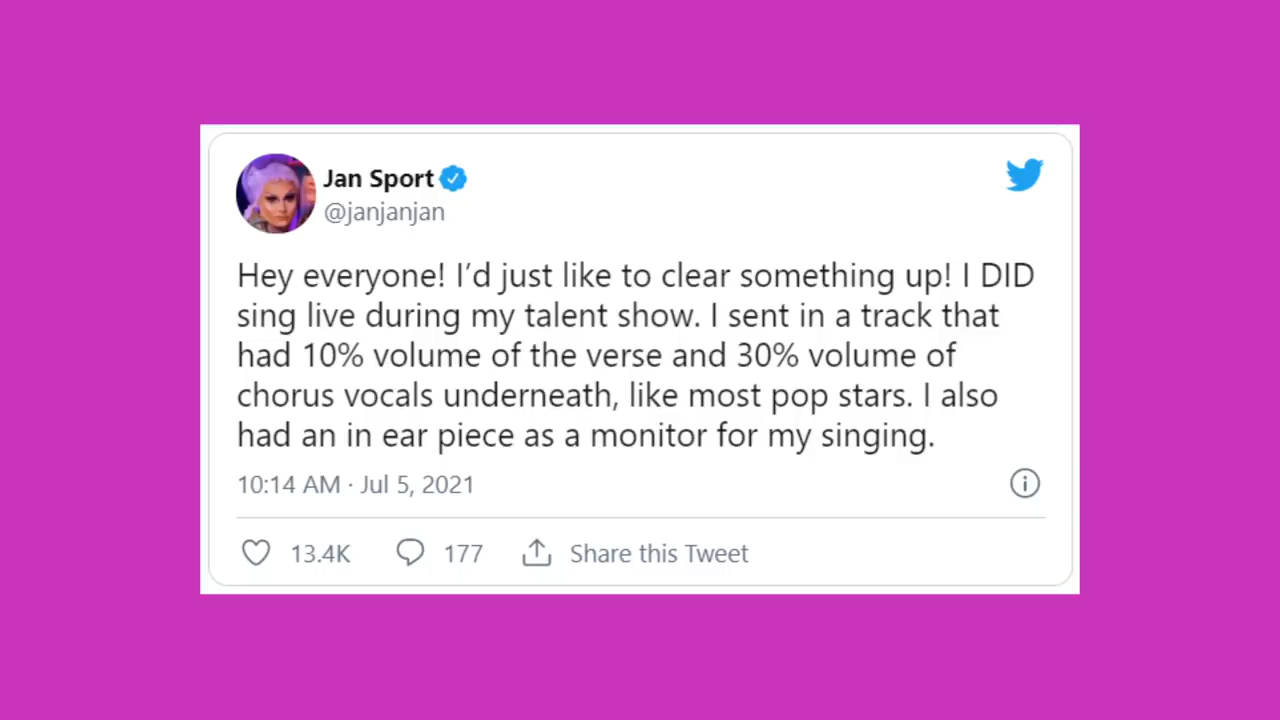 Jan Sport
@janjanjan
Hey everyone! I’d just like to clear something up! I DID
sing live during my talent show. I sent in a track that
had 10% volume of the verse and 30% volume of
chorus vocals underneath, like most pop stars. I also
had an in ear piece as a monitor for my singing.
10:14 AM · Jul 5, 2021
13.4K 177 Share this Tweet